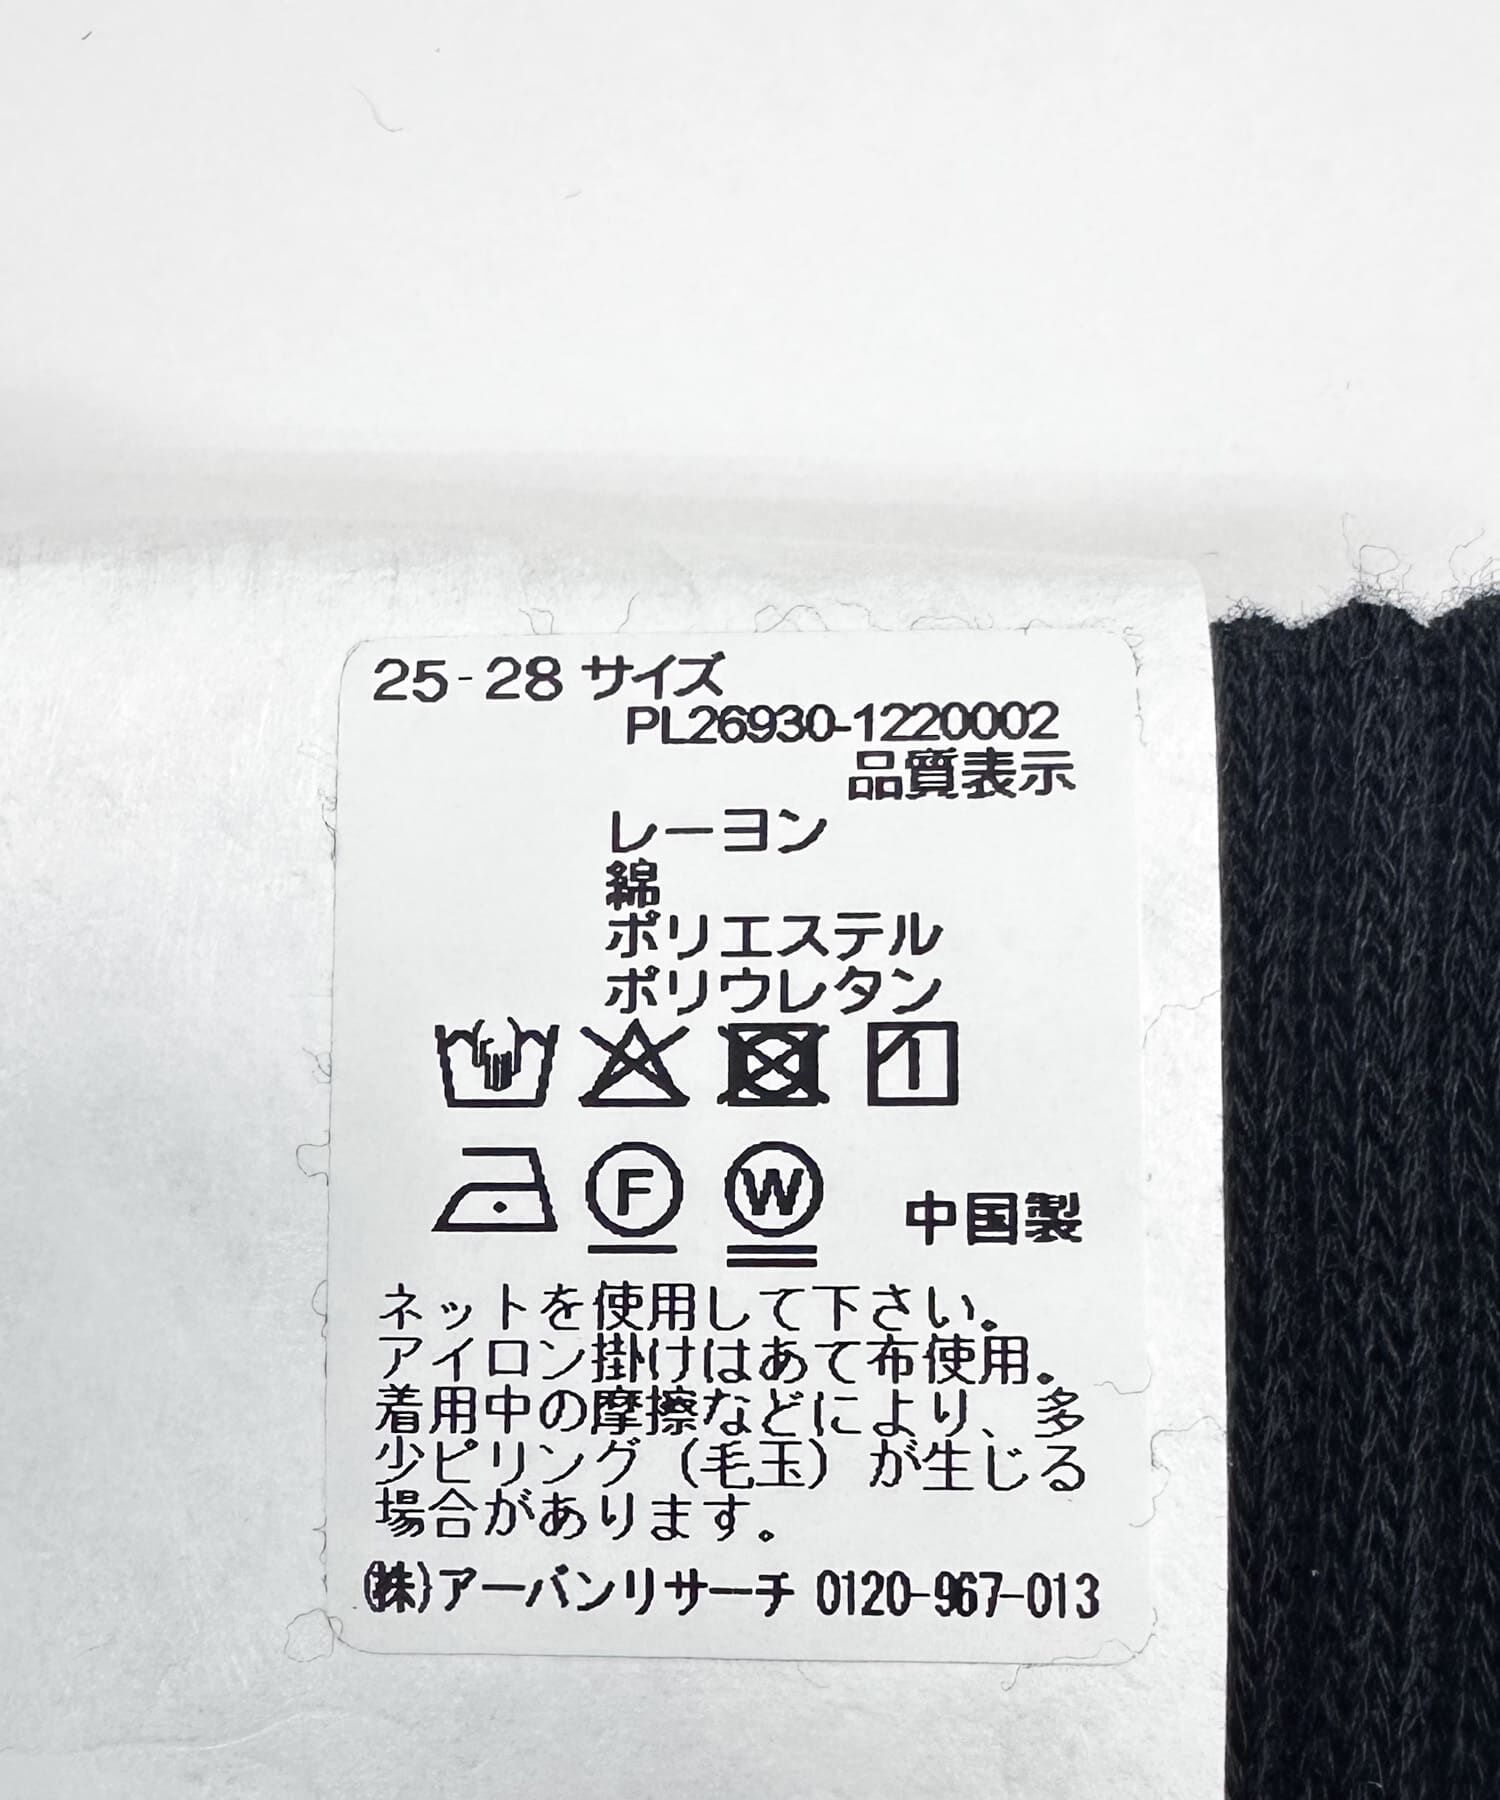 25-28 サイズ
PL26930-1220002
品質表示
レーヨン
綿
ポリエステル
ポリウレタン
F
W
中国製
ネットを使用して下さい。
アイロン掛けはあて布使用。
着用中の摩擦などにより、多
少ピリング（毛玉）が生じる
場合があります。
(株)アーバンリサーチ 0120-967-013